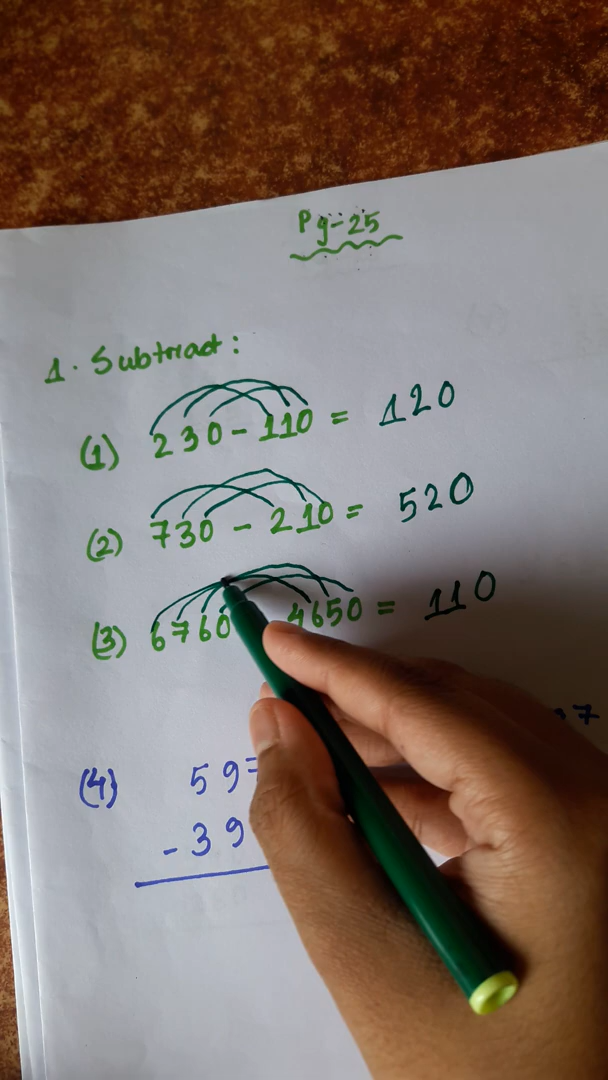 Pg-25
1. Subtract:
(1) 230 - 110 = 120
(2) 730 - 210 = 520
(3) 6760 4650 = 110
(4) 59
- 39